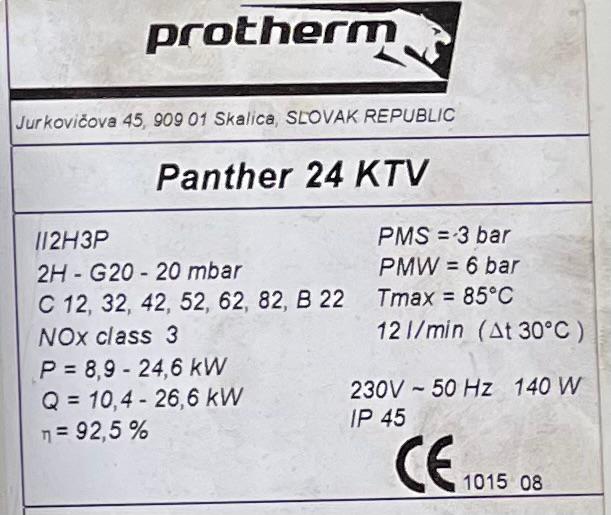 protherm
Jurkovičova 45, 909 01 Skalica, SLOVAK REPUBLIC
Panther 24 KTV
II2H3P
2H - G20 - 20 mbar
C 12, 32, 42, 52, 62, 82, B 22
NOx class 3
P = 8,9 - 24,6 kW
Q = 10,4 - 26,6 kW
η = 92,5 %
PMS = 3 bar
PMW = 6 bar
Tmax = 85°C
12 l/min (Δt 30°C)
230V ~ 50 Hz 140 W
IP 45
CE 1015 08